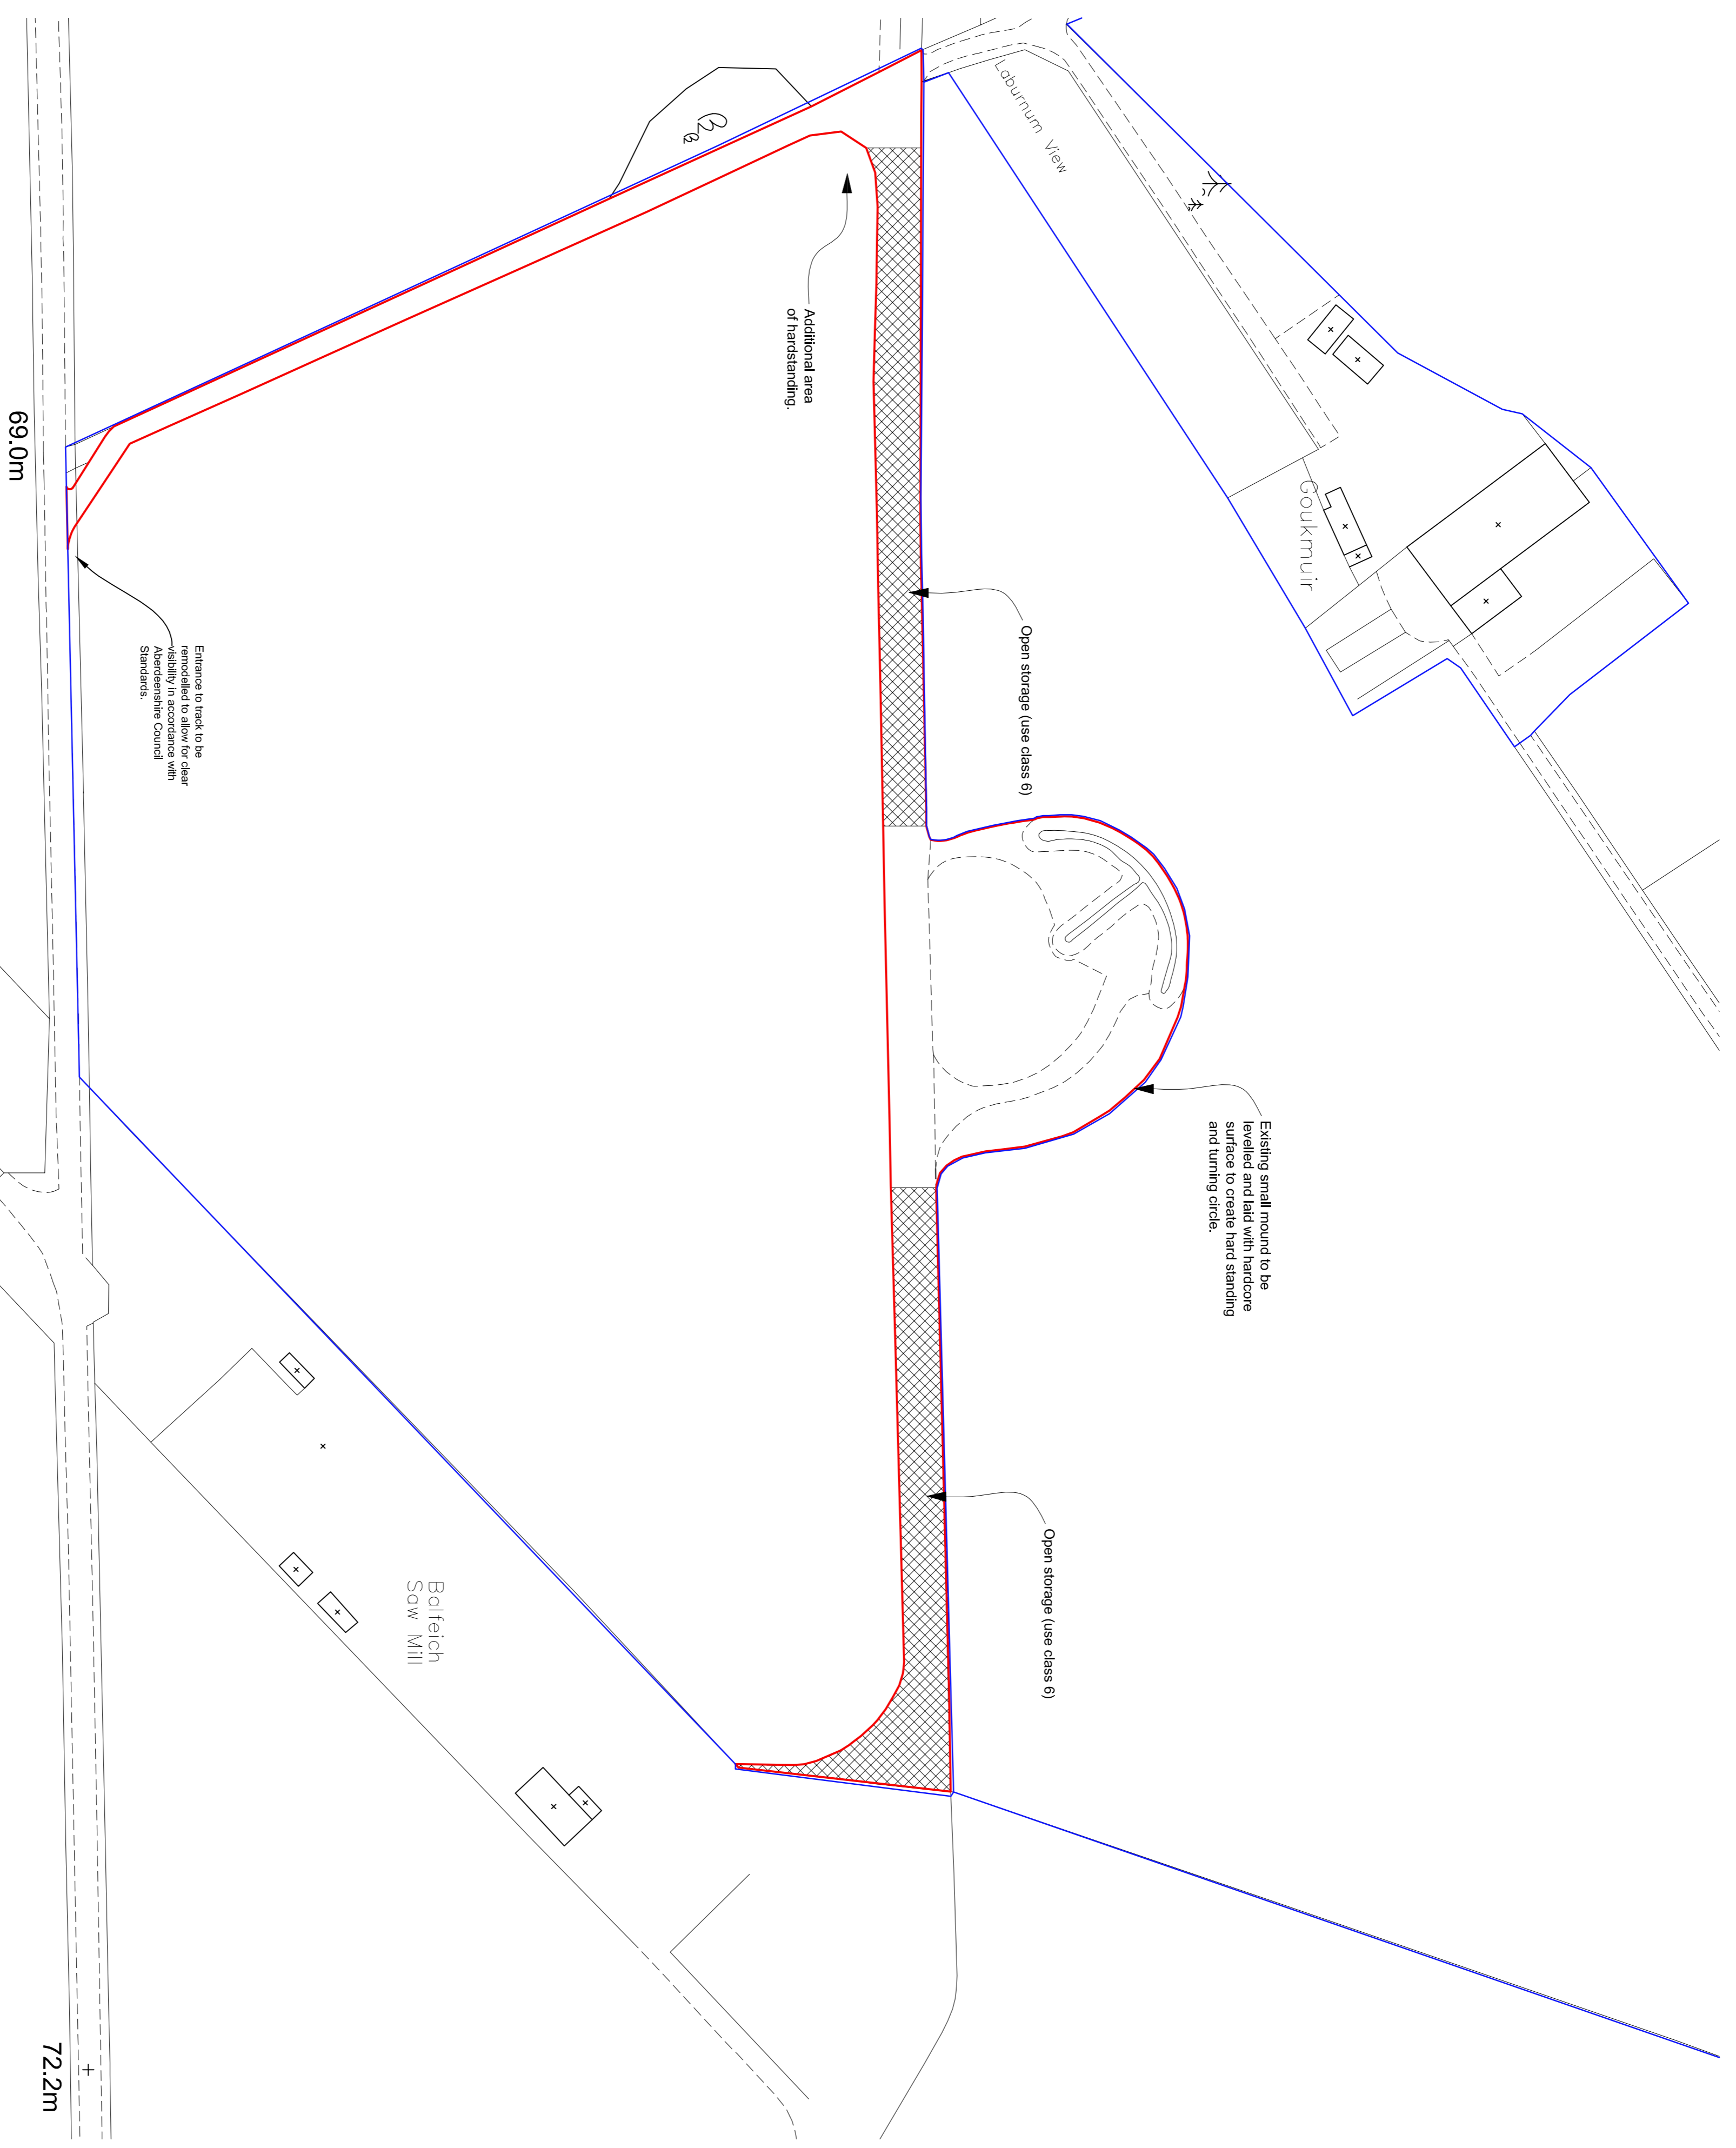 Laburnum View
Goukmuir
Additional area
of hardstanding.
Open storage (use class 6)
69.0m
Entrance to track to be
remodelled to allow for clear
visibility in accordance with
Aberdeenshire Council
Standards.
Existing small mound to be
levelled and laid with hardcore
surface to create hard standing
and turning circle.
Open storage (use class 6)
Balfeich
Saw Mill
72.2m